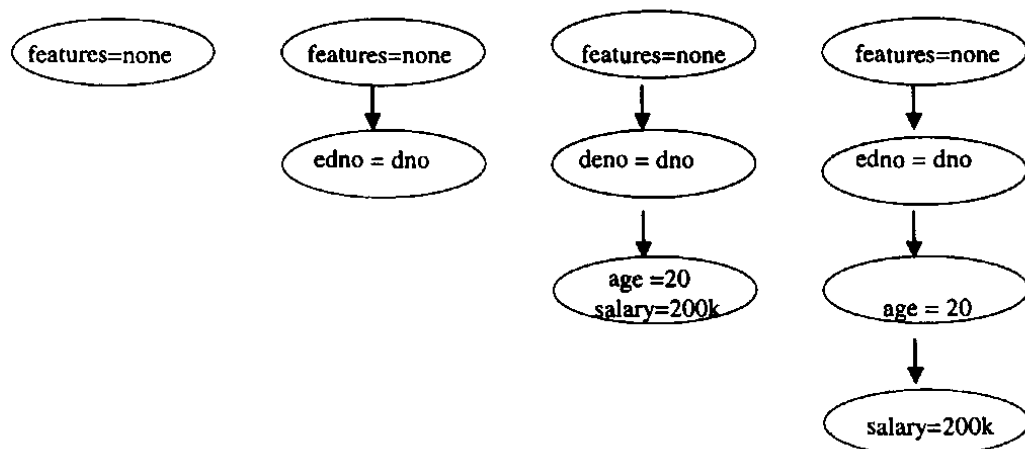 features=none
features=none
features=none
features=none
edno = dno
deno = dno
edno = dno
age =20
salary=200k
age = 20
salary=200k